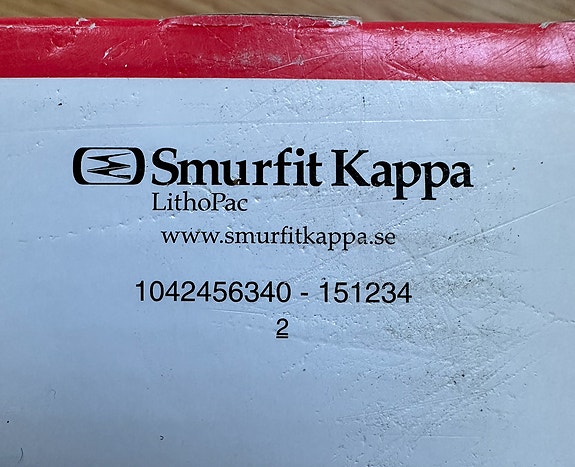 Smurfit Kappa
LithoPac
www.smurfitkappa.se
1042456340 - 151234
2